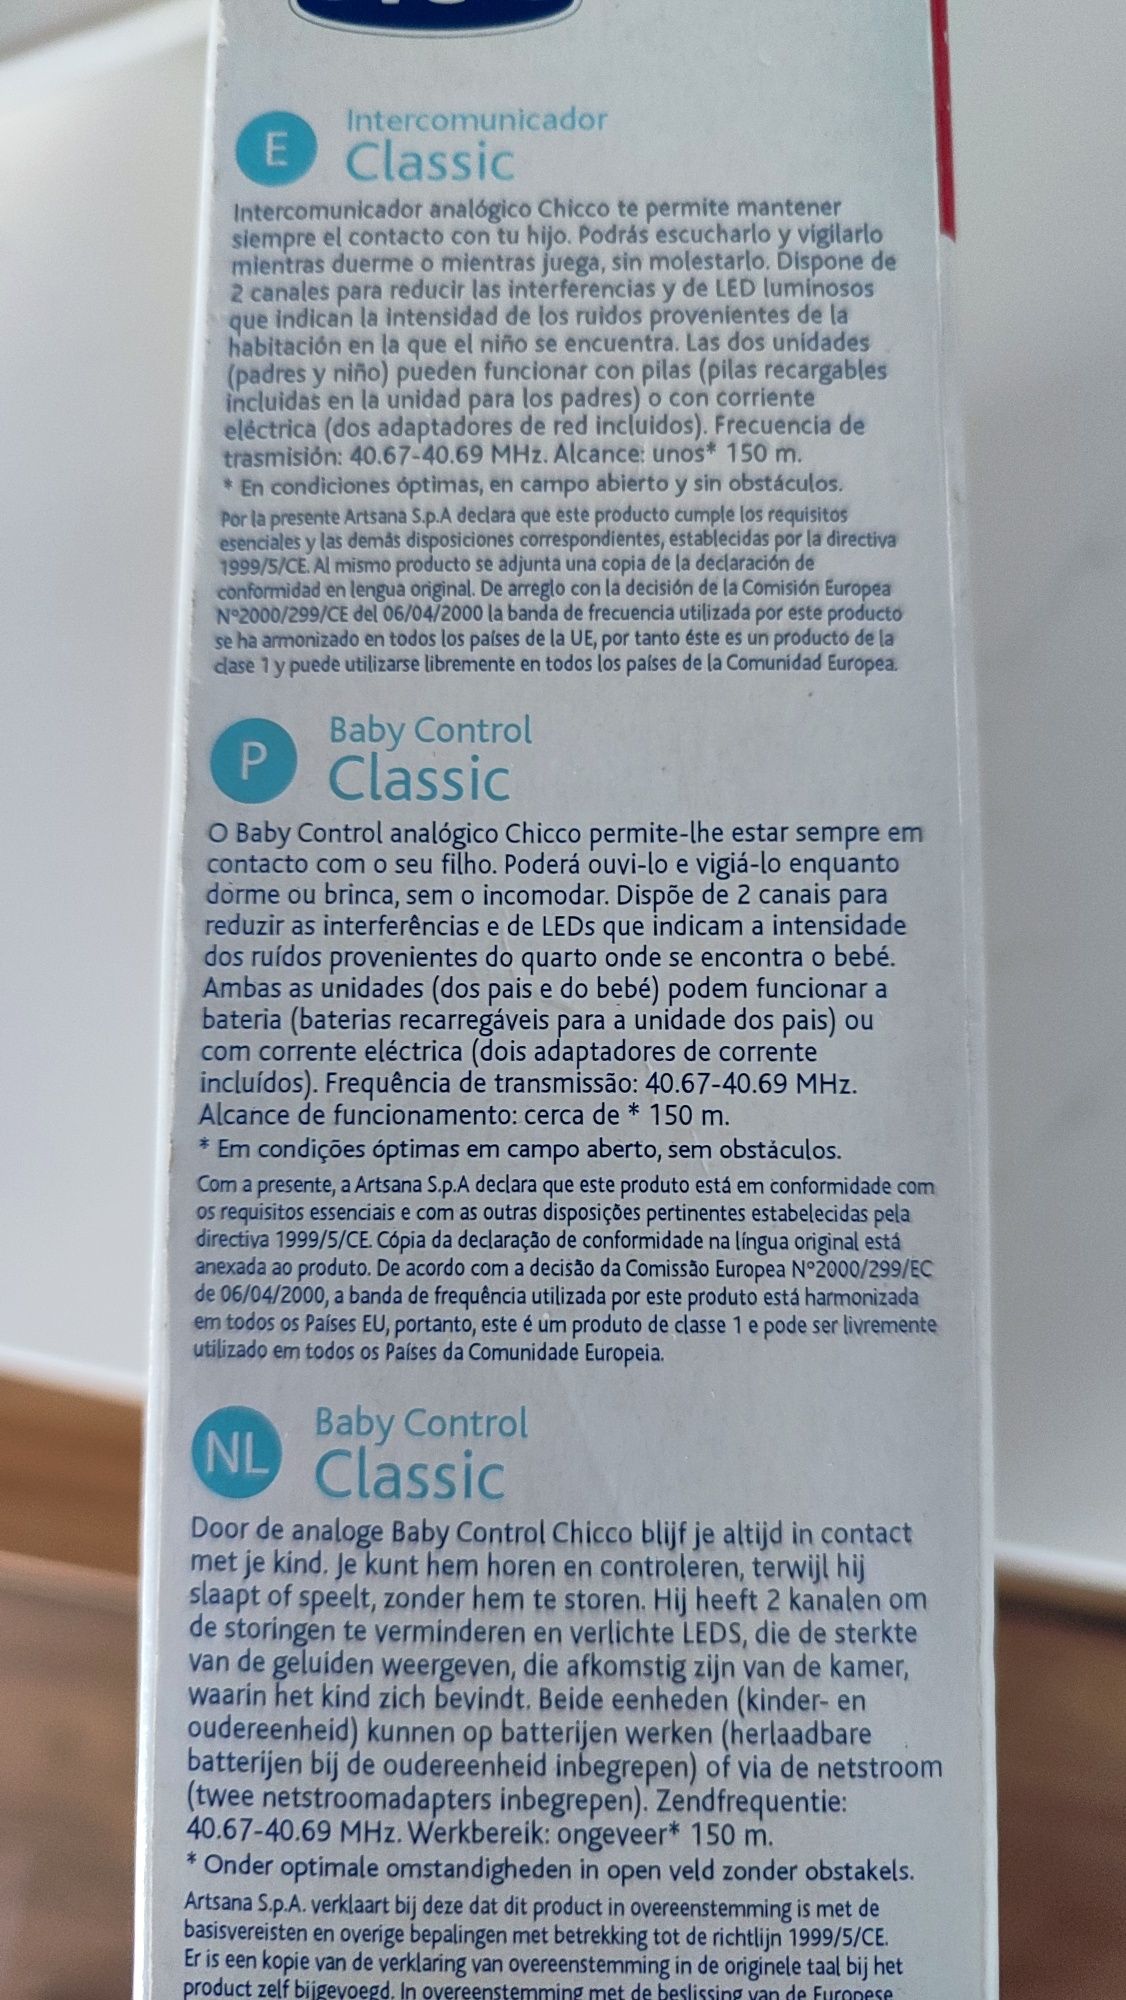 E
Intercomunicador
Classic
Intercomunicador analógico Chicco te permite mantener
siempre el contacto con tu hijo. Podrás escucharlo y vigilarlo
mientras duerme o mientras juega, sin molestarlo. Dispone de
2 canales para reducir las interferencias y de LED luminosos
que indican la intensidad de los ruidos provenientes de la
habitación en la que el niño se encuentra. Las dos unidades
(padres y niño) pueden funcionar con pilas (pilas recargables
incluidas en la unidad para los padres) o con corriente
eléctrica (dos adaptadores de red incluidos). Frecuencia de
trasmisión: 40.67-40.69 MHz. Alcance: unos* 150 m.
* En condiciones óptimas, en campo abierto y sin obstáculos.
Por la presente Artsana S.p.A declara que este producto cumple los requisitos
esenciales y las demás disposiciones correspondientes, establecidas por la directiva
1999/5/CE. Al mismo producto se adjunta una copia de la declaración de
conformidad en lengua original. De arreglo con la decisión de la Comisión Europea
Nº2000/299/CE del 06/04/2000 la banda de frecuencia utilizada por este producto
se ha armonizado en todos los países de la UE, por tanto éste es un producto de la
clase 1 y puede utilizarse libremente en todos los países de la Comunidad Europea.
P
Baby Control
Classic
O Baby Control analógico Chicco permite-lhe estar sempre em
contacto com o seu filho. Poderá ouvi-lo e vigiá-lo enquanto
dorme ou brinca, sem o incomodar. Dispõe de 2 canais para
reduzir as interferências e de LEDs que indicam a intensidade
dos ruídos provenientes do quarto onde se encontra o bebé.
Ambas as unidades (dos pais e do bebé) podem funcionar a
bateria (baterias recarregáveis para a unidade dos pais) ou
com corrente eléctrica (dois adaptadores de corrente
incluídos). Frequência de transmissão: 40.67-40.69 MHz.
Alcance de funcionamento: cerca de * 150 m.
* Em condições óptimas em campo aberto, sem obstáculos.
Com a presente, a Artsana S.p.A declara que este produto está em conformidade com
os requisitos essenciais e com as outras disposições pertinentes estabelecidas pela
directiva 1999/5/CE. Cópia da declaração de conformidade na língua original está
anexada ao produto. De acordo com a decisão da Comissão Europea Nº2000/299/EC
de 06/04/2000, a banda de frequência utilizada por este produto está harmonizada
em todos os Países EU, portanto, este é um produto de classe 1 e pode ser livremente
utilizado em todos os Países da Comunidade Europeia.
NL
Baby Control
Classic
Door de analoge Baby Control Chicco blijf je altijd in contact
met je kind. Je kunt hem horen en controleren, terwijl hij
slaapt of speelt, zonder hem te storen. Hij heeft 2 kanalen om
de storingen te verminderen en verlichte LEDS, die de sterkte
van de geluiden weergeven, die afkomstig zijn van de kamer,
waarin het kind zich bevindt. Beide eenheden (kinder- en
oudereenheid) kunnen op batterijen werken (herlaadbare
batterijen bij de oudereenheid inbegrepen) of via de netstroom
(twee netstroomadapters inbegrepen). Zendfrequentie:
40.67-40.69 MHz. Werkbereik: ongeveer* 150 m.
* Onder optimale omstandigheden in open veld zonder obstakels.
Artsana S.p.A. verklaart bij deze dat dit product in overeenstemming is met de
basisvereisten en overige bepalingen met betrekking tot de richtlijn 1999/5/CE.
Er is een kopie van de verklaring van overeenstemming in de originele taal bij het
product zelf bijgevoegd. In overeenstemming met de beslissing van de Europese